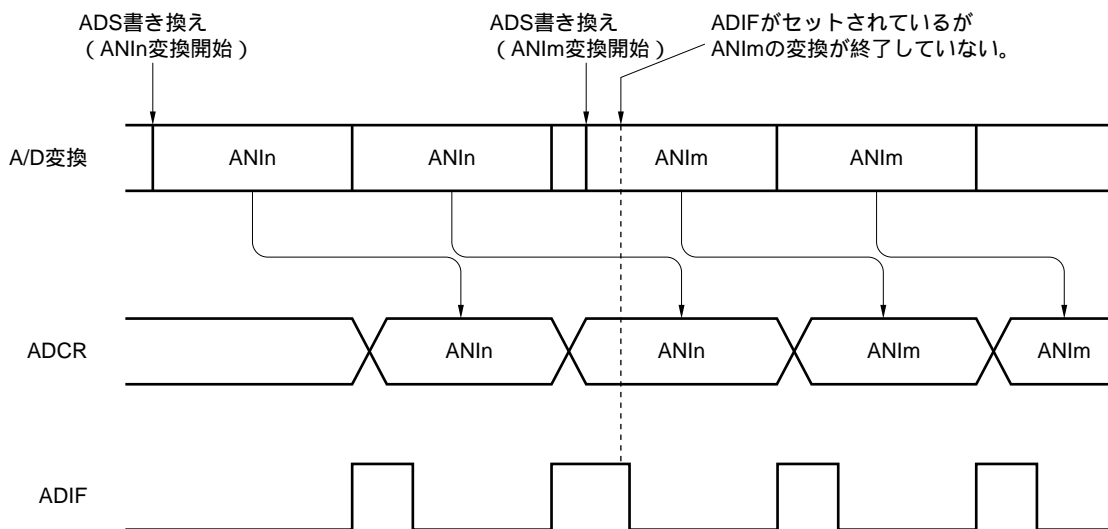 ADS書き換え
（ANIn変換開始）
ADS書き換え
（ANIm変換開始）
ADIFがセットされているが
ANImの変換が終了していない。
A/D変換
ANIn
ANIn
ANIm
ANIm
ADCR
ANIn
ANIn
ANIm
ANIm
ADIF